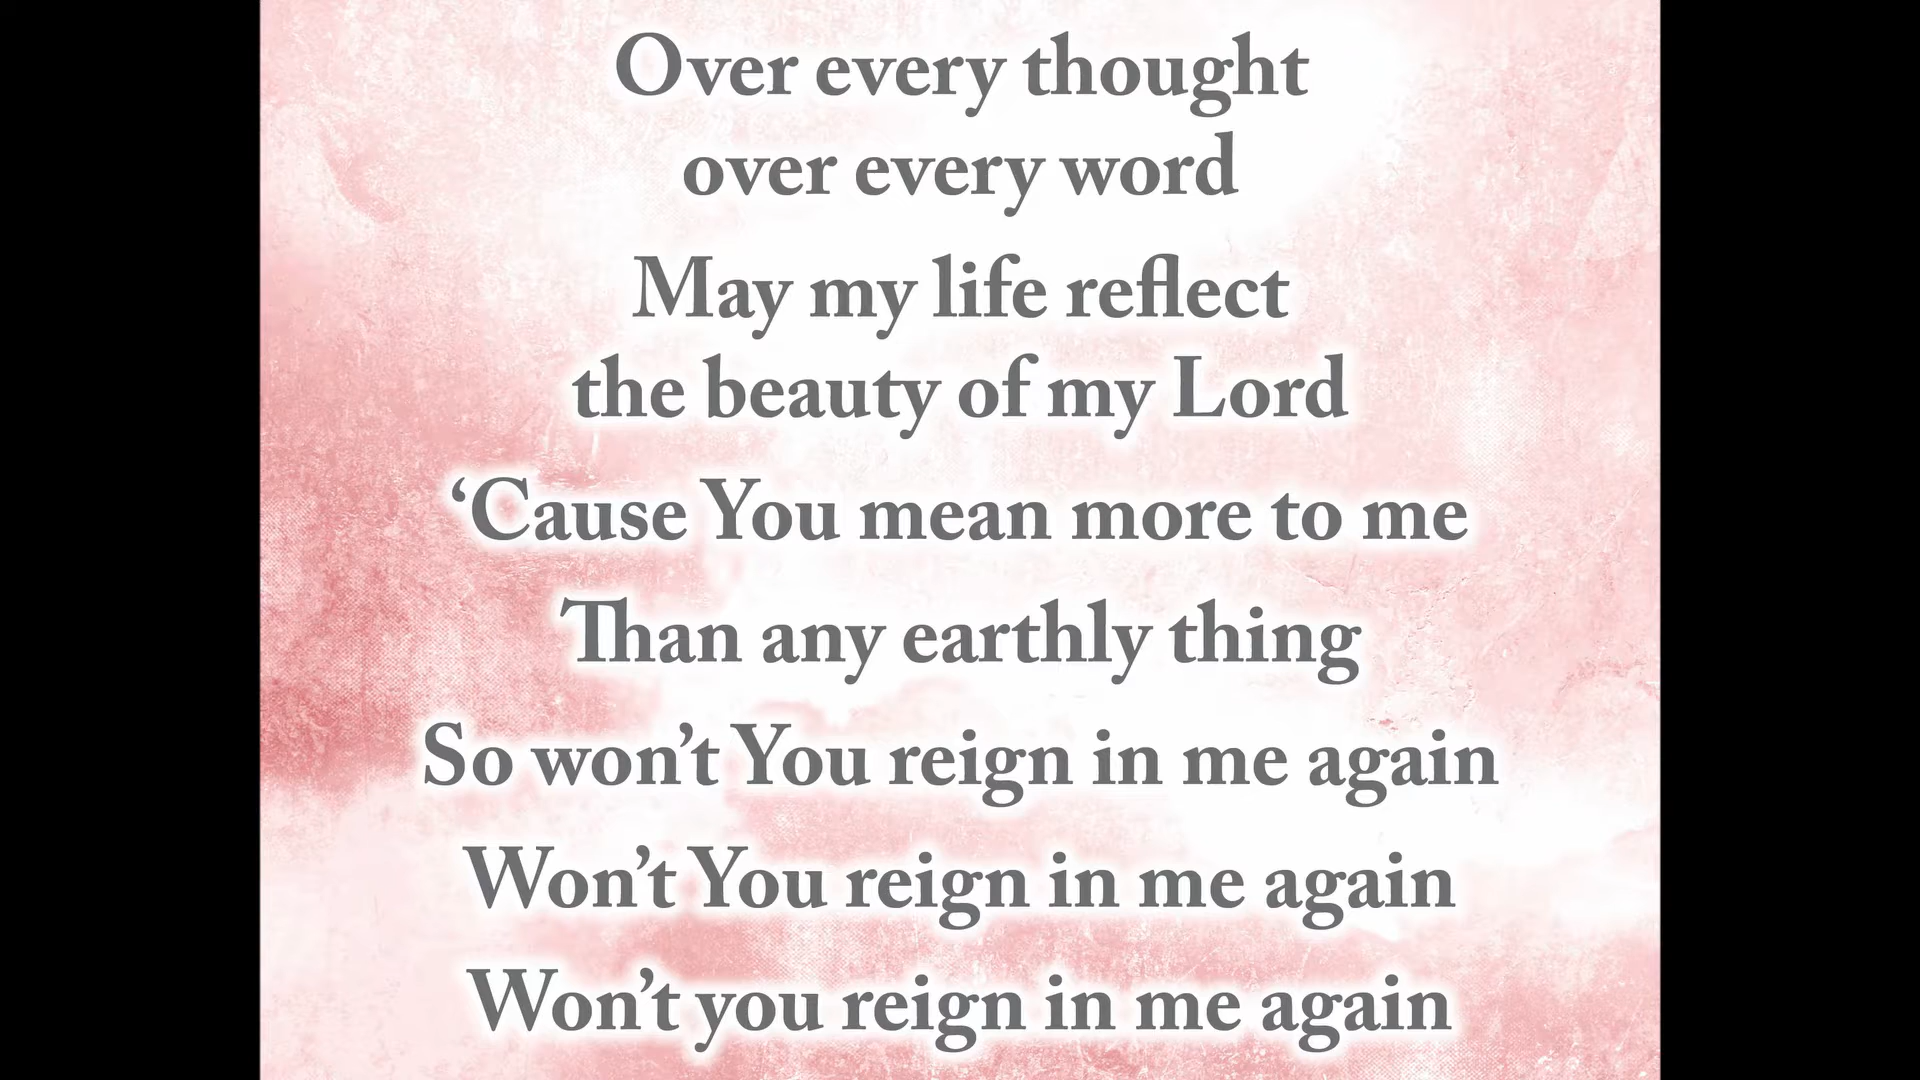 Over every thought
over every word
May my life reflect
the beauty of my Lord
‘Cause You mean more to me
Than any earthly thing
So won’t You reign in me again
Won’t You reign in me again
Won’t you reign in me again